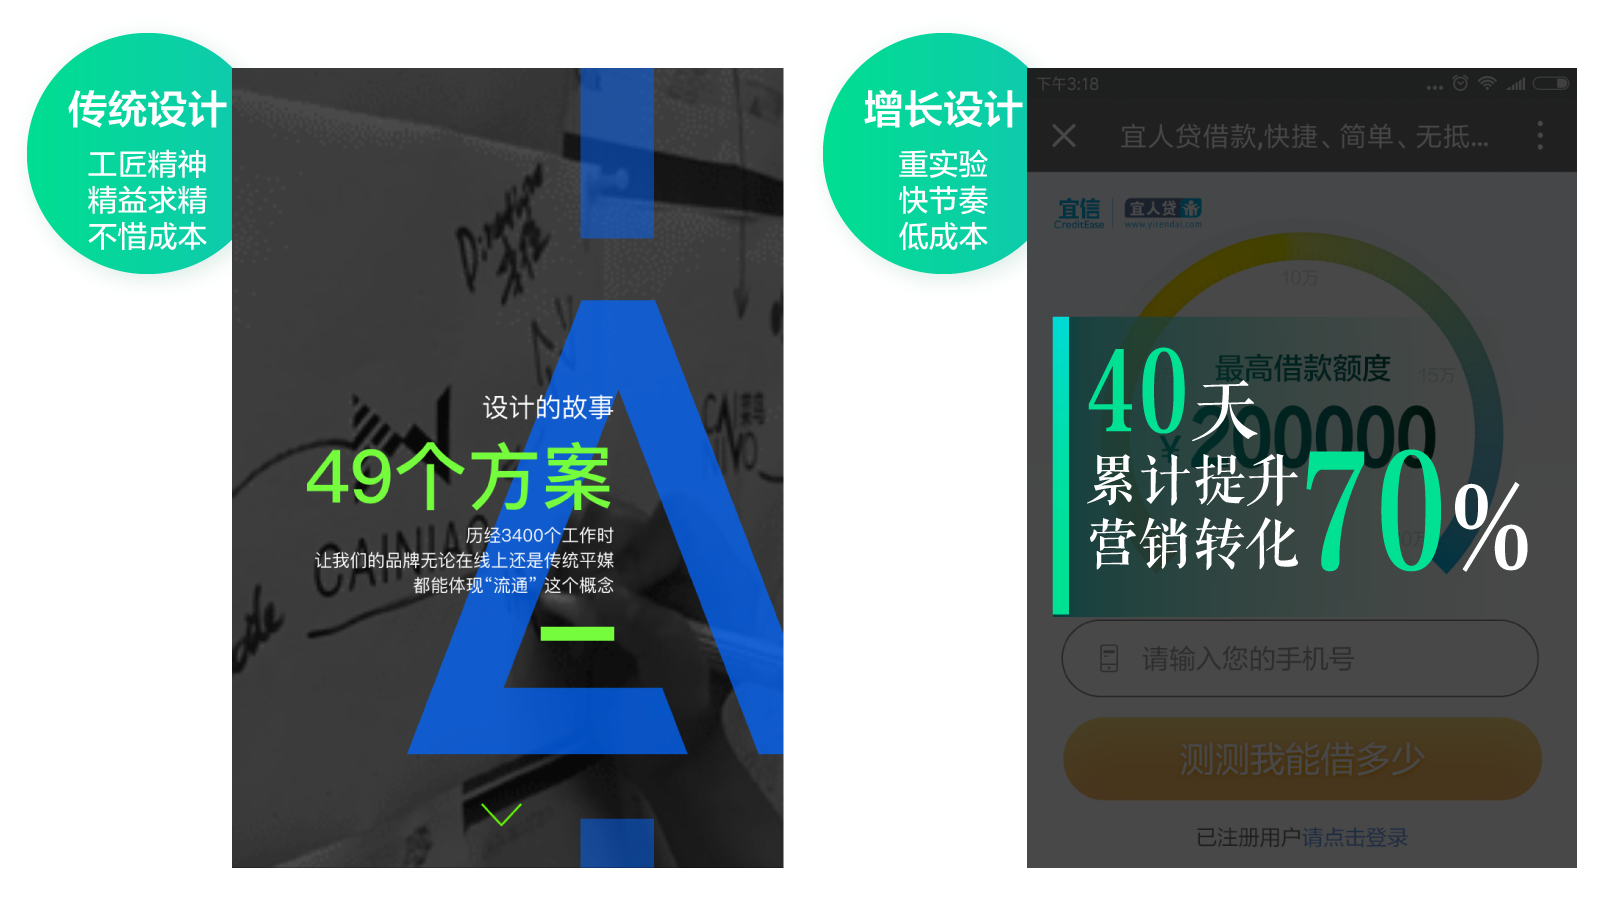 传统设计
工匠精神
精益求精
不惜成本
设计的故事
49个方案
历经3400个工作时
让我们的品牌无论在线上还是传统平媒
都能体现“流通” 这个概念
CAINIAO
增长设计
重实验
快节奏
低成本
下午3:18
宜人贷借款,快捷、简单、无抵...
宜信
CreditEase
宜人贷
www.yirendai.com
10万
最高借款额度
15万
¥200000
40天
累计提升70%
营销转化
请输入您的手机号
测测我能借多少
已注册用户请点击登录